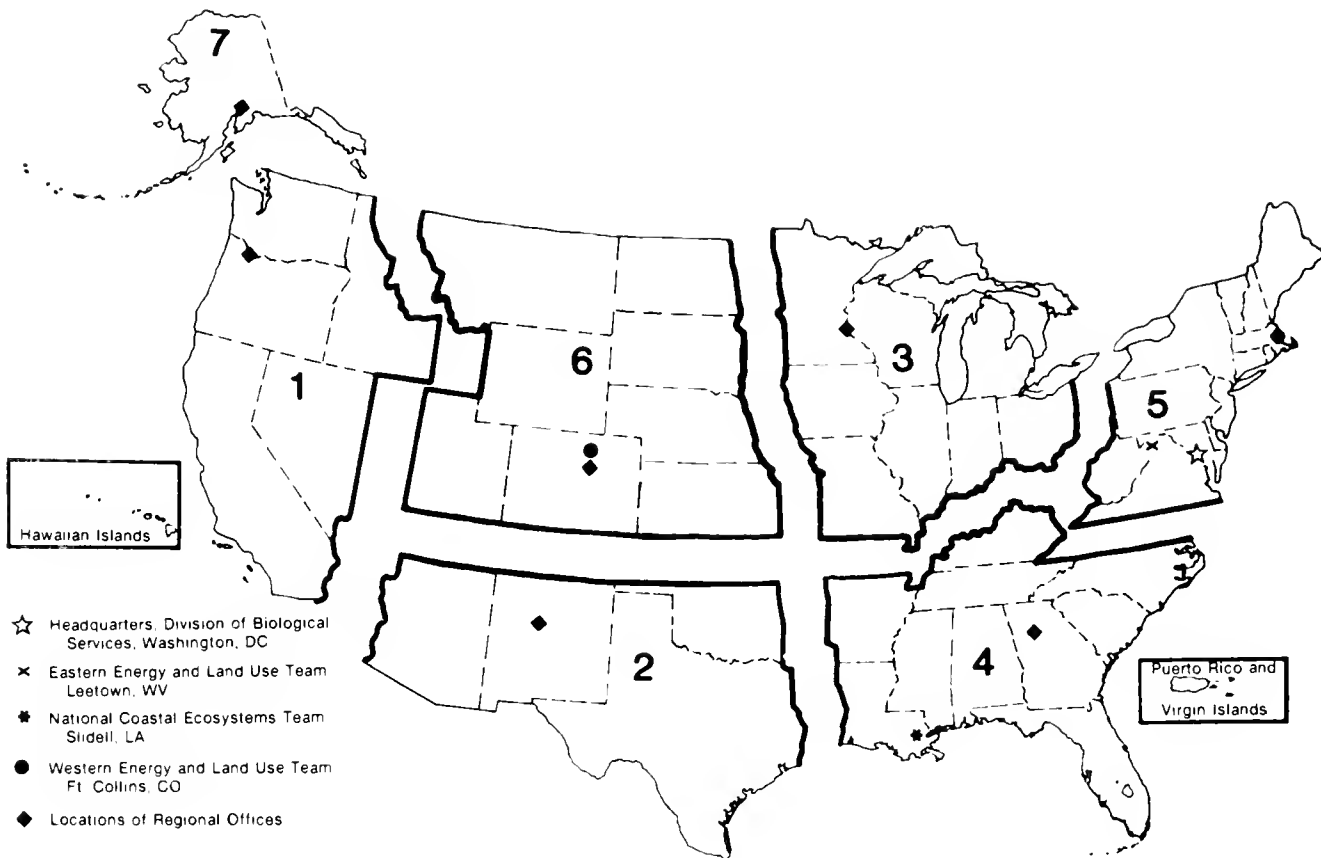 7
3
6
1
5
Hawaiian Islands
☆ Headquarters, Division of Biological
Services, Washington, DC
× Eastern Energy and Land Use Team
Leetown, WV
* National Coastal Ecosystems Team
Slidell, LA
● Western Energy and Land Use Team
Ft. Collins, CO
◆ Locations of Regional Offices
2
4
Puerto Rico and
Virgin Islands